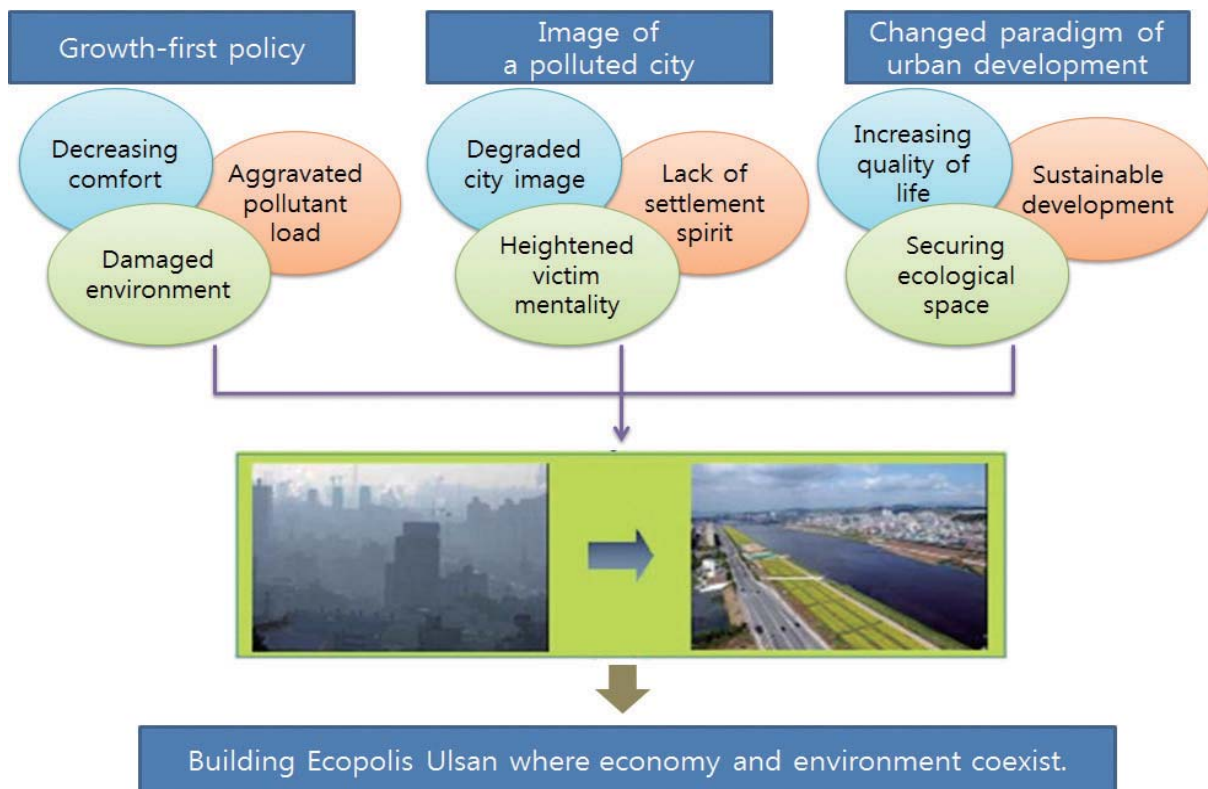 Growth-first policy
Image of
a polluted city
Changed paradigm of
urban development
Decreasing
comfort
Aggravated
pollutant
load
Damaged
environment
Degraded
city image
Lack of
settlement
spirit
Heightened
victim
mentality
Increasing
quality of
life
Sustainable
development
Securing
ecological
space
Building Ecopolis Ulsan where economy and environment coexist.